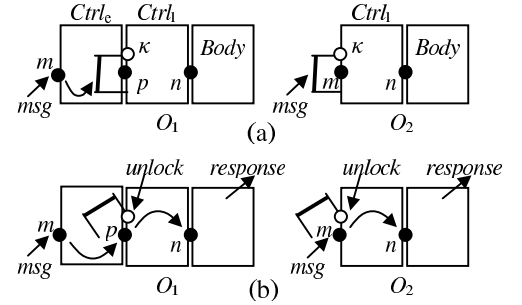 Ctrlₑ Ctrl₁ Ctrl₁
κ Body κ Body
m p n m n
msg msg
O₁ O₂
(a)
unlock response unlock response
m p n m n
msg msg
O₁ O₂
(b)